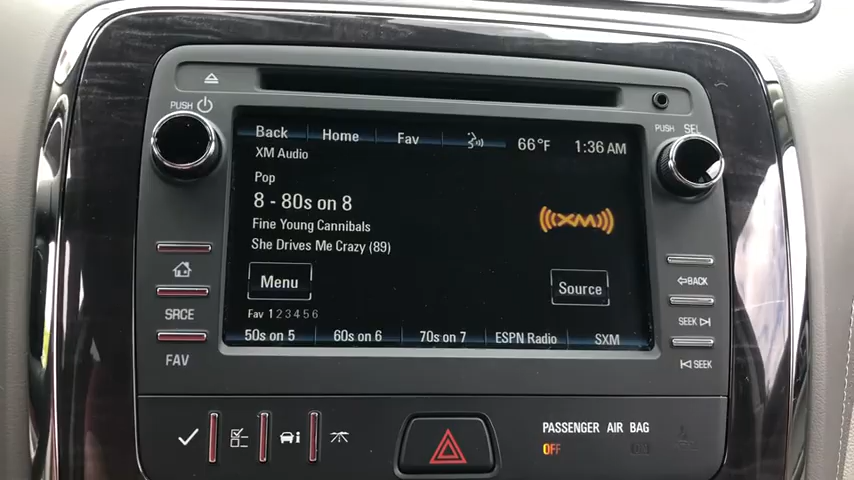 PUSH
PUSH SEL
Back Home Fav 66°F 1:36 AM
XM Audio
Pop
8 - 80s on 8
Fine Young Cannibals
She Drives Me Crazy (89)
((XM))
Menu
Source
Fav 1 2 3 4 5 6
50s on 5 60s on 6 70s on 7 ESPN Radio SXM
SRCE
FAV
BACK
SEEK
SEEK
PASSENGER AIR BAG
OFF